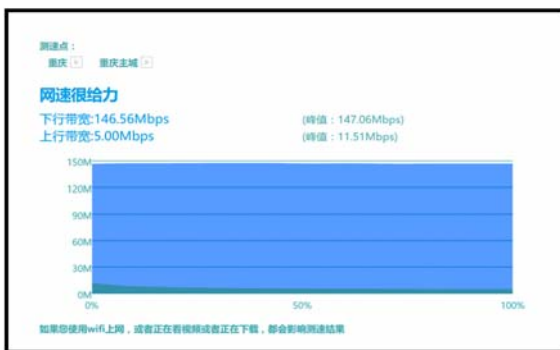 测速点：
重庆 重庆主城
网速很给力
下行带宽:146.56Mbps (峰值：147.06Mbps)
上行带宽:5.00Mbps (峰值：11.51Mbps)
150M
120M
90M
60M
30M
0M
0% 50% 100%
如果您使用wifi上网，或者正在看视频或者正在下载，都会影响测速结果